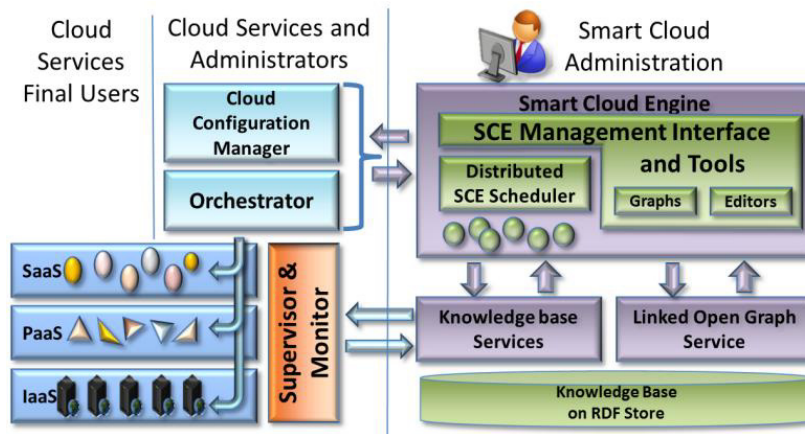 Cloud
Services
Final Users
Cloud Services and
Administrators
Smart Cloud
Administration
Cloud
Configuration
Manager
Orchestrator
Smart Cloud Engine
SCE Management Interface
and Tools
Distributed
SCE Scheduler
Graphs
Editors
SaaS
PaaS
IaaS
Supervisor &
Monitor
Knowledge base
Services
Linked Open Graph
Service
Knowledge Base
on RDF Store